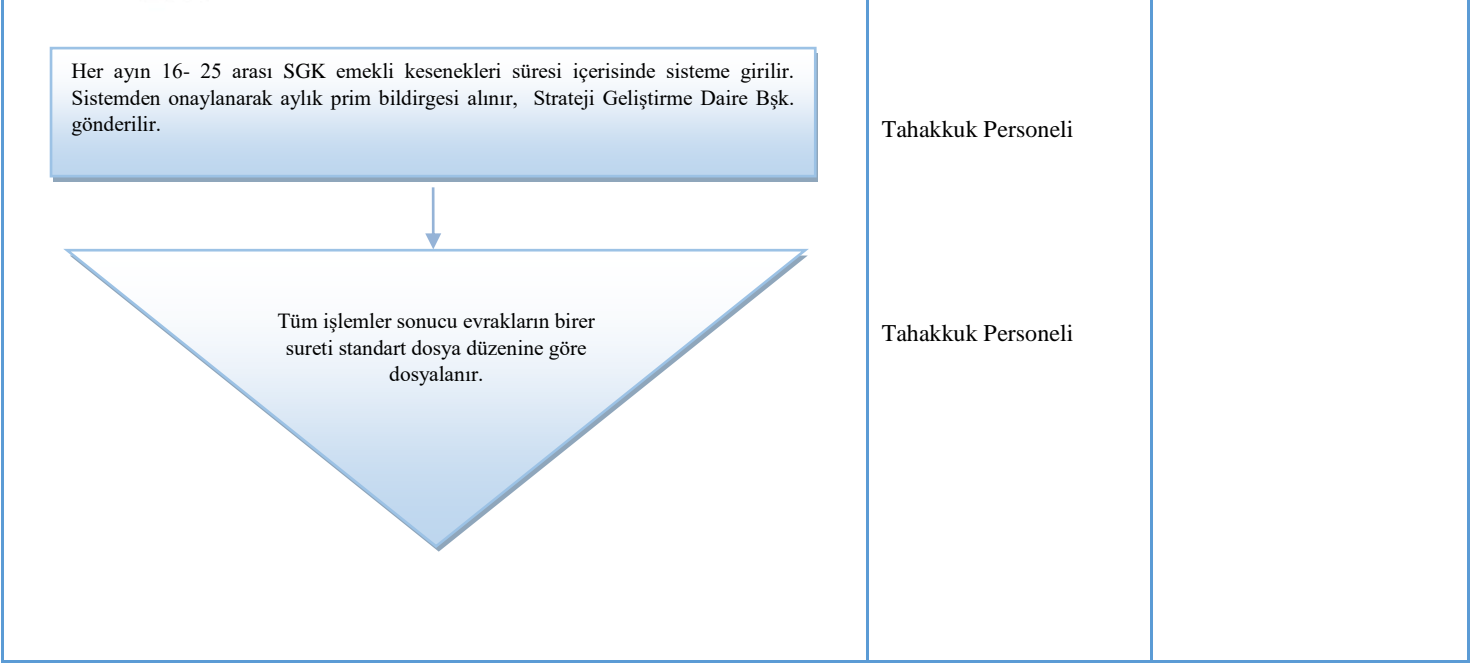 Her ayın 16- 25 arası SGK emekli kesenekleri süresi içerisinde sisteme girilir.
Sistemden onaylanarak aylık prim bildirgesi alınır, Strateji Geliştirme Daire Bşk.
gönderilir.
Tahakkuk Personeli
Tüm işlemler sonucu evrakların birer
sureti standart dosya düzenine göre
dosyalanır.
Tahakkuk Personeli